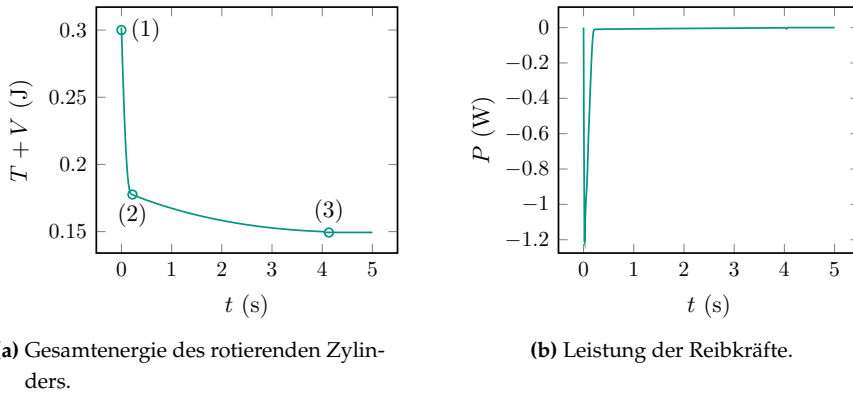 0.3
0.25
0.2
0.15
T + V (J)
(1)
(2)
(3)
0 1 2 3 4 5
t (s)
0
−0.2
−0.4
−0.6
−0.8
−1
−1.2
P (W)
0 1 2 3 4 5
t (s)
a) Gesamtenergie des rotierenden Zylin-
ders.
(b) Leistung der Reibkräfte.